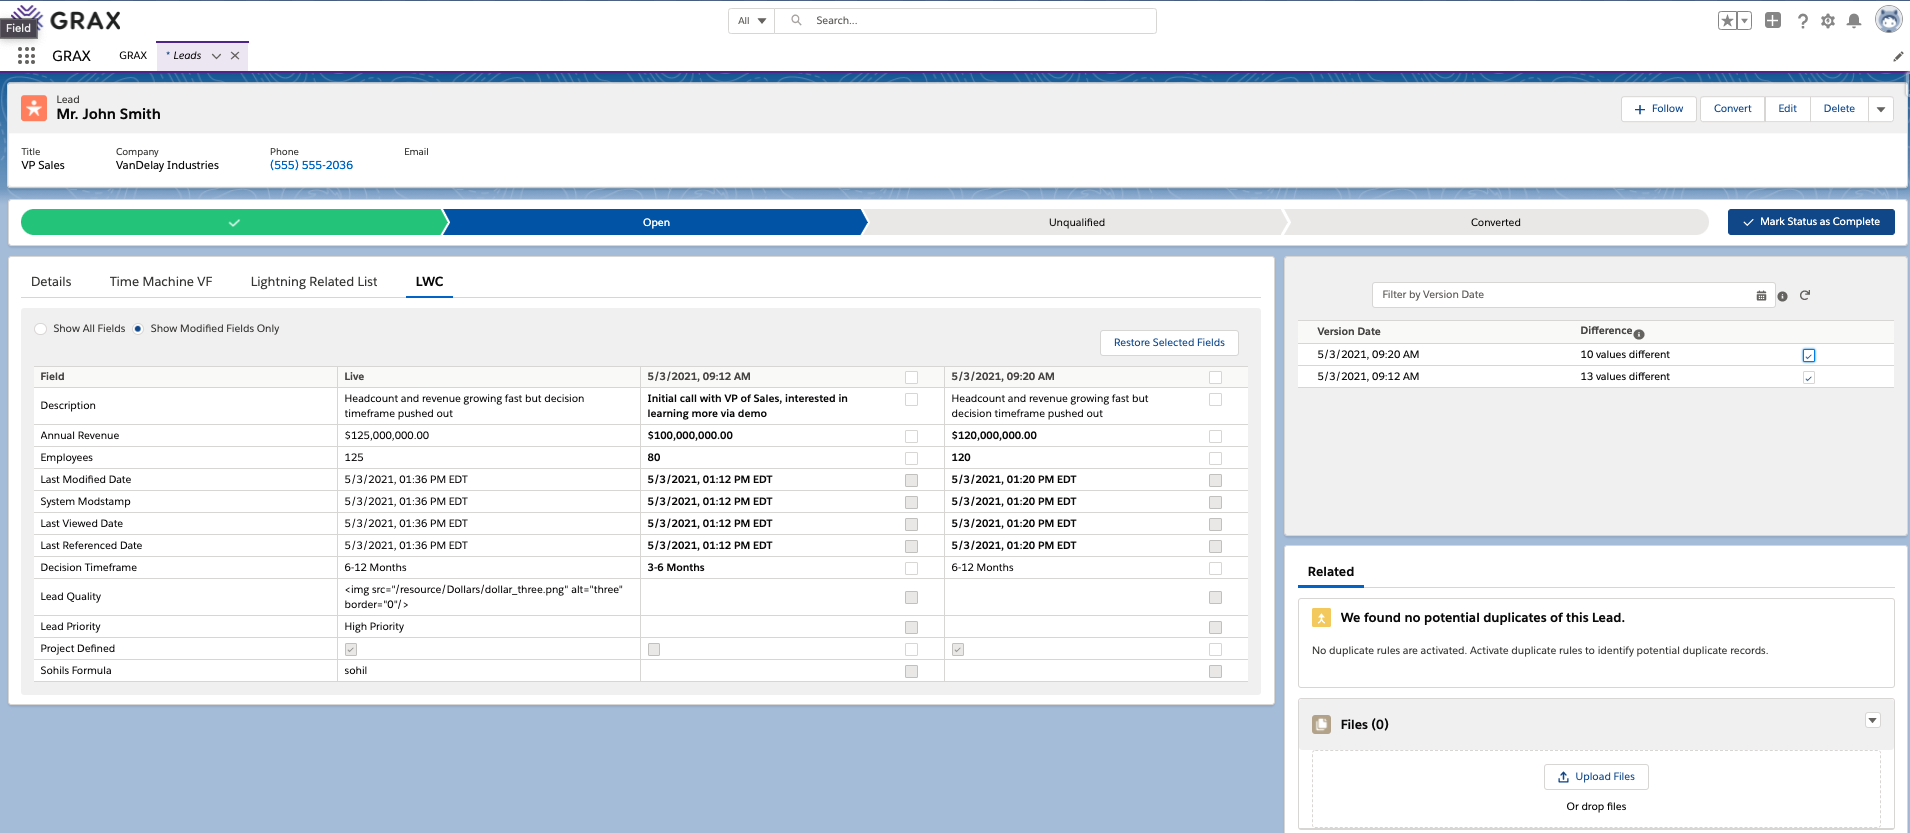 GRAX
Field
All
Search...
GRAX
GRAX
* Leads
Lead
Mr. John Smith
Follow
Convert
Edit
Delete
Title
Company
Phone
Email
VP Sales
VanDelay Industries
(555) 555-2036
Open
Unqualified
Converted
Mark Status as Complete
Details
Time Machine VF
Lightning Related List
LWC
Show All Fields
Show Modified Fields Only
Restore Selected Fields
Field
Live
5/3/2021, 09:12 AM
5/3/2021, 09:20 AM
Description
Headcount and revenue growing fast but decision
timeframe pushed out
Initial call with VP of Sales, interested in
learning more via demo
Headcount and revenue growing fast but
decision timeframe pushed out
Annual Revenue
$125,000,000.00
$100,000,000.00
$120,000,000.00
Employees
125
80
120
Last Modified Date
5/3/2021, 01:36 PM EDT
5/3/2021, 01:12 PM EDT
5/3/2021, 01:20 PM EDT
System Modstamp
5/3/2021, 01:36 PM EDT
5/3/2021, 01:12 PM EDT
5/3/2021, 01:20 PM EDT
Last Viewed Date
5/3/2021, 01:36 PM EDT
5/3/2021, 01:12 PM EDT
5/3/2021, 01:20 PM EDT
Last Referenced Date
5/3/2021, 01:36 PM EDT
5/3/2021, 01:12 PM EDT
5/3/2021, 01:20 PM EDT
Decision Timeframe
6-12 Months
3-6 Months
6-12 Months
Lead Quality
<img src="/resource/Dollars/dollar_three.png" alt="three"
border="0"/>
Lead Priority
High Priority
Project Defined
Sohils Formula
sohil
Filter by Version Date
Version Date
Difference
5/3/2021, 09:20 AM
10 values different
5/3/2021, 09:12 AM
13 values different
Related
We found no potential duplicates of this Lead.
No duplicate rules are activated. Activate duplicate rules to identify potential duplicate records.
Files (0)
Upload Files
Or drop files